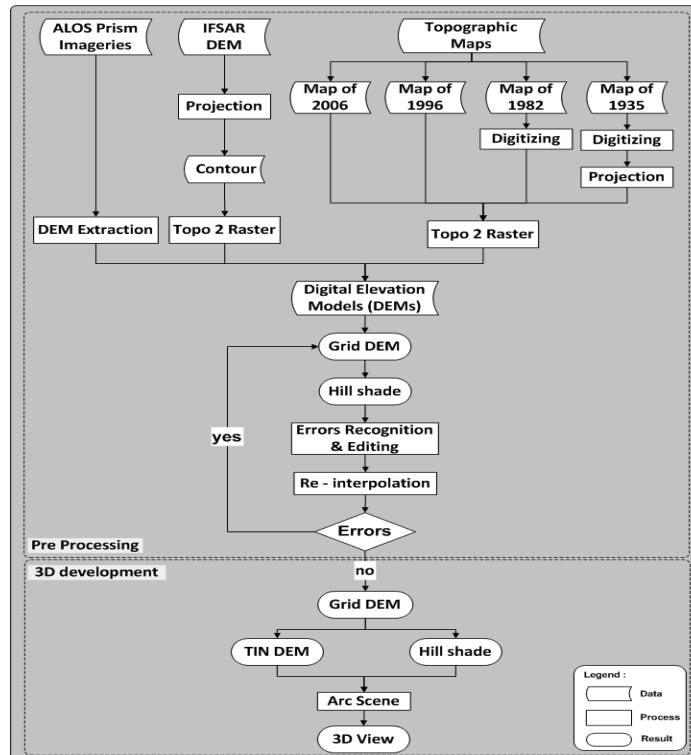 ALOS Prism
Imageries
IFSAR
DEM
Topographic
Maps
Projection
Map of
2006
Map of
1996
Map of
1982
Map of
1935
Digitizing
Digitizing
Contour
Projection
DEM Extraction
Topo 2 Raster
Topo 2 Raster
Digital Elevation
Models (DEMs)
Grid DEM
Hill shade
yes
Errors Recognition
& Editing
Re - interpolation
Errors
Pre Processing
3D development
no
Grid DEM
TIN DEM
Hill shade
Arc Scene
3D View
Legend :
Data
Process
Result